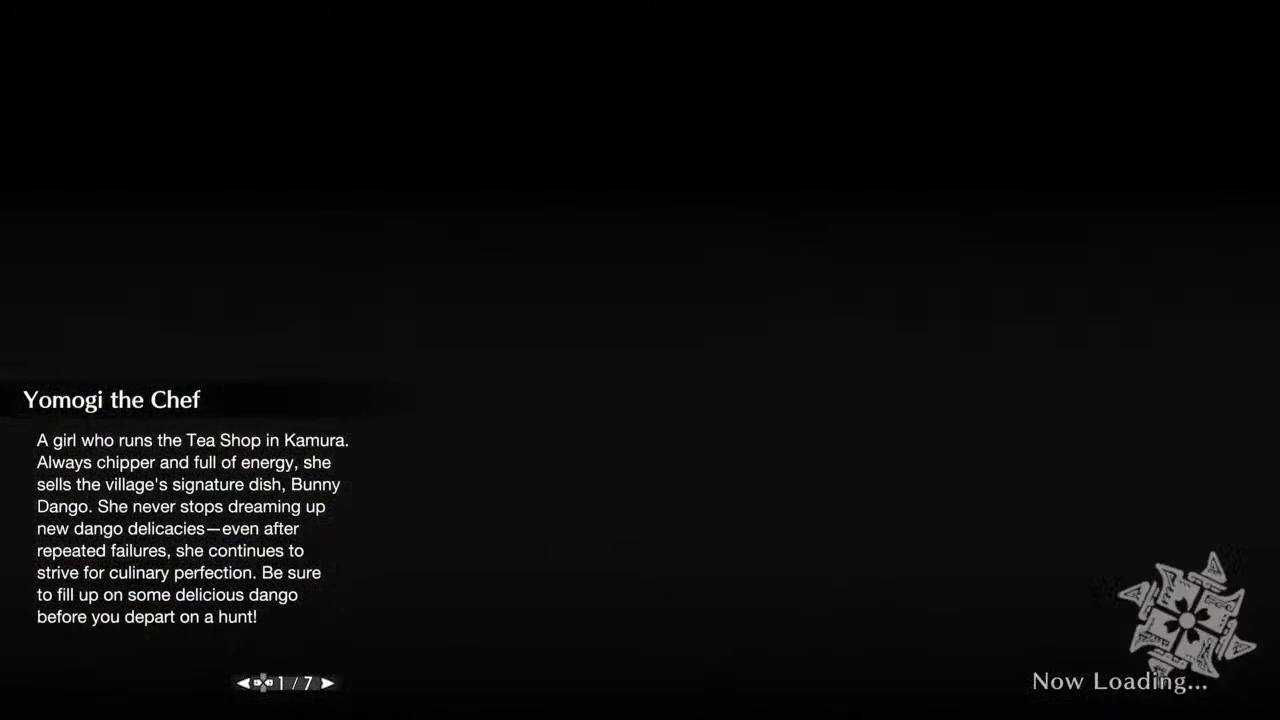 Yomogi the Chef
A girl who runs the Tea Shop in Kamura.
Always chipper and full of energy, she
sells the village's signature dish, Bunny
Dango. She never stops dreaming up
new dango delicacies—even after
repeated failures, she continues to
strive for culinary perfection. Be sure
to fill up on some delicious dango
before you depart on a hunt!
1 / 7
Now Loading...